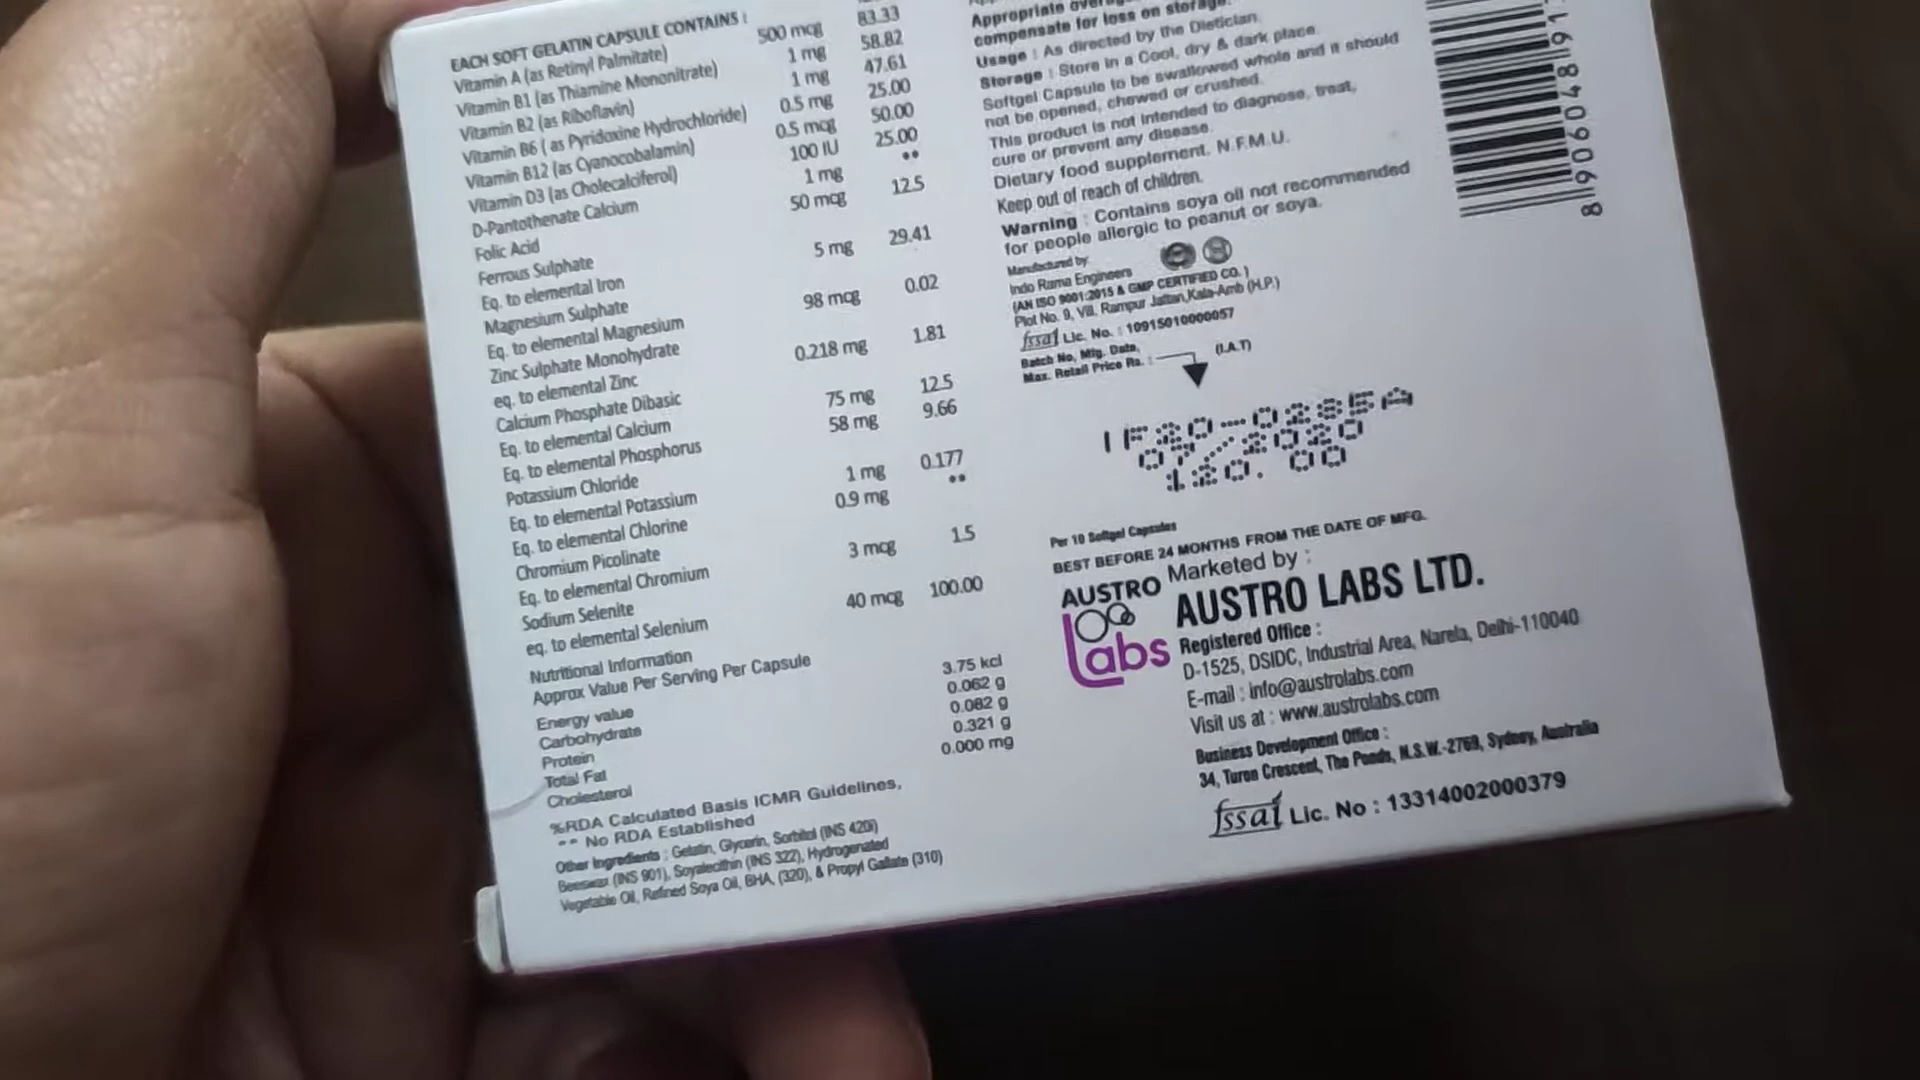 EACH SOFT GELATIN CAPSULE CONTAINS :
Vitamin A (as Retinyl Palmitate) 500 mcg 83.33
Vitamin B1 (as Thiamine Mononitrate) 1 mg 58.82
Vitamin B2 (as Riboflavin) 1 mg 47.61
Vitamin B6 ( as Pyridoxine Hydrochloride) 0.5 mg 25.00
Vitamin B12 (as Cyanocobalamin) 0.5 mcg 50.00
Vitamin D3 (as Cholecalciferol) 100 IU 25.00
D-Pantothenate Calcium 1 mg **
Folic Acid 50 mcg 12.5
Ferrous Sulphate
Eq. to elemental Iron 5 mg 29.41
Magnesium Sulphate
Eq. to elemental Magnesium 98 mcg 0.02
Zinc Sulphate Monohydrate
eq. to elemental Zinc 0.218 mg 1.81
Calcium Phosphate Dibasic
Eq. to elemental Calcium 75 mg 12.5
Eq. to elemental Phosphorus 58 mg 9.66
Potassium Chloride
Eq. to elemental Potassium 1 mg 0.177
Eq. to elemental Chlorine 0.9 mg **
Chromium Picolinate
Eq. to elemental Chromium 3 mcg 1.5
Sodium Selenite
eq. to elemental Selenium 40 mcg 100.00
Nutritional Information
Approx Value Per Serving Per Capsule
Energy value 3.75 kcl
Carbohydrate 0.062 g
Protein 0.082 g
Total Fat 0.321 g
Cholesterol 0.000 mg
%RDA Calculated Basis ICMR Guidelines,
** No RDA Established
Other Ingredients : Gelatin, Glycerin, Sorbitol (INS 420i)
Beeswax (INS 901), Soyalecithin (INS 322), Hydrogenated
Vegetable Oil, Refined Soya Oil, BHA, (320), & Propyl Gallate (310)
Appropriate
compensate for loss on storage.
Usage : As directed by the Dietician.
Storage : Store in a Cool, dry & dark place.
Softgel Capsule to be swallowed whole and it should
not be opened, chewed or crushed.
This product is not intended to diagnose, treat,
cure or prevent any disease.
Dietary food supplement. N.F.M.U.
Keep out of reach of children.
Warning : Contains soya oil not recommended
for people allergic to peanut or soya.
Manufactured by:
Indo Rama Engineers
(AN ISO 9001:2015 & GMP CERTIFIED CO. )
Plot No. 9, Vill. Rampur Jattan, Kala-Amb (H.P.)
fssai Lic. No. : 10915010000057
Batch No, Mfg. Date,
Max. Retail Price Rs. : (I.A.T)
IF20-028FA
07/2020
120.00
Per 10 Softgel Capsules
BEST BEFORE 24 MONTHS FROM THE DATE OF MFG.
AUSTRO Labs
Marketed by :
AUSTRO LABS LTD.
Registered Office :
D-1525, DSIDC, Industrial Area, Narela, Delhi-110040
E-mail : info@austrolabs.com
Visit us at : www.austrolabs.com
Business Development Office :
34, Turon Crescent, The Ponds, N.S.W.-2769, Sydney, Australia
fssai Lic. No : 13314002000379